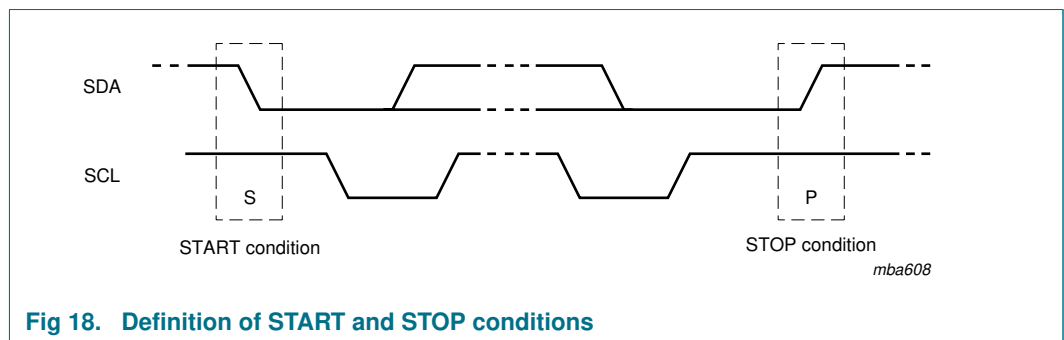 SDA
SCL
S
P
START condition
STOP condition
mba608
Fig 18. Definition of START and STOP conditions